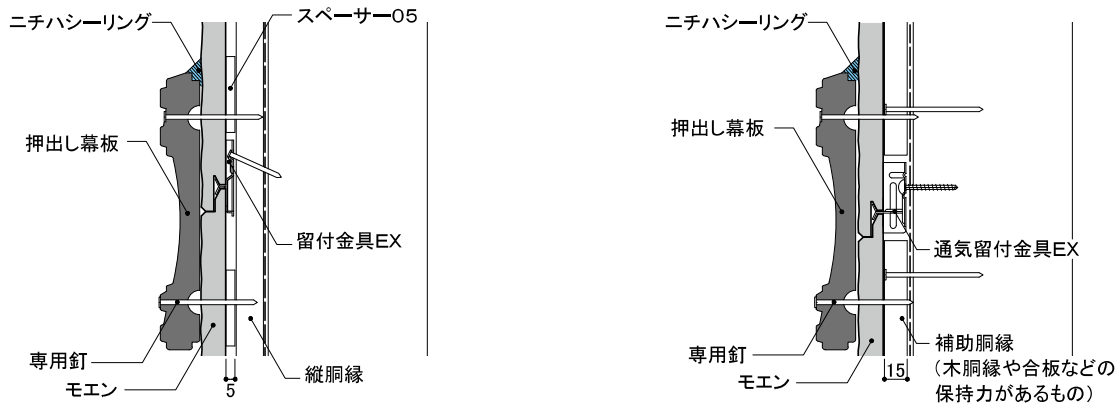 ニチハシーリング
スペーサー05
押出し幕板
留付金具EX
専用釘
モエン
5
縦胴縁
ニチハシーリング
押出し幕板
通気留付金具EX
専用釘
モエン
15
補助胴縁
（木胴縁や合板などの
保持力があるもの）